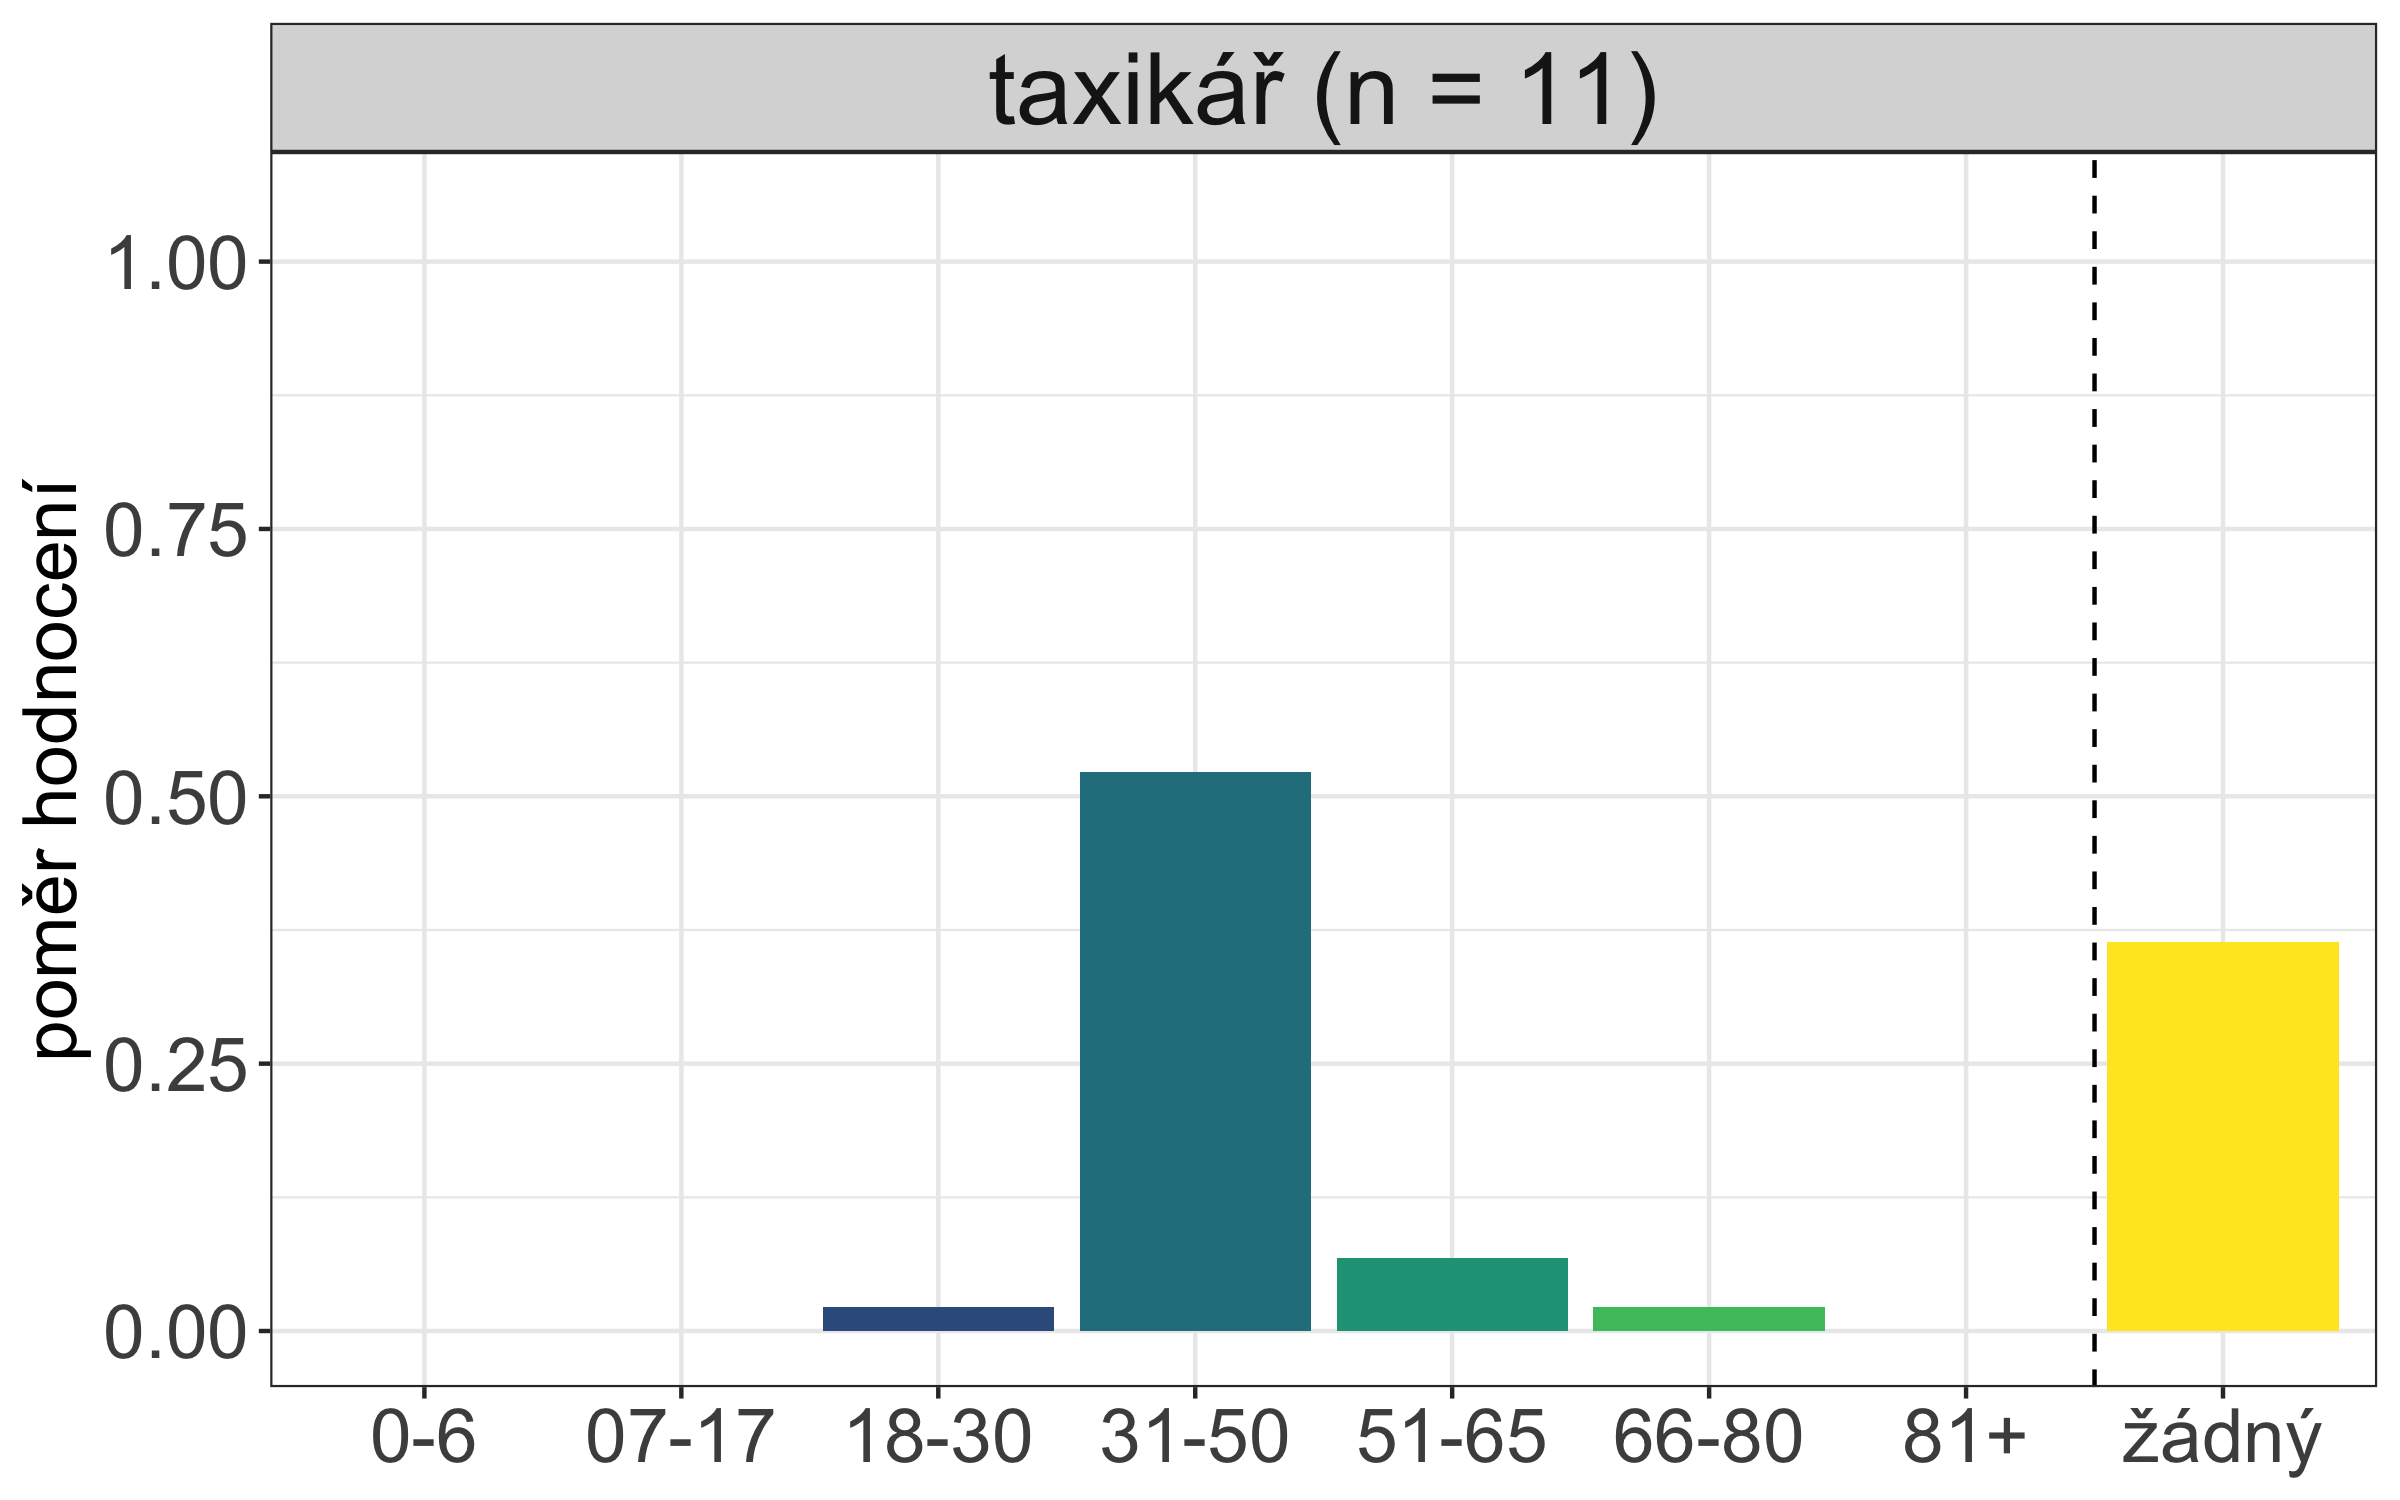 taxikář (n = 11)
poměr hodnocení
1.00
0.75
0.50
0.25
0.00
0-6 07-17 18-30 31-50 51-65 66-80 81+ žádný